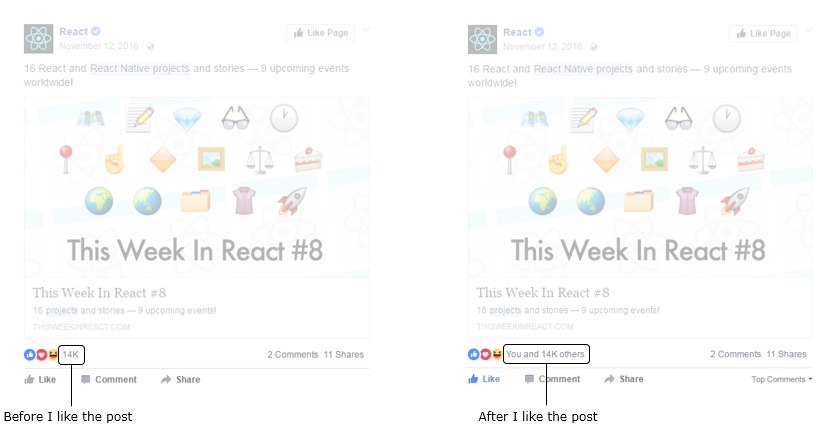 React
November 12, 2016 ·
Like Page
16 React and React Native projects and stories — 9 upcoming events
worldwide!
This Week In React #8
This Week In React #8
16 projects and stories — 9 upcoming events!
THISWEEKINREACT.COM
14K
2 Comments 11 Shares
Like Comment Share
Before I like the post
React
November 12, 2016 ·
Like Page
16 React and React Native projects and stories — 9 upcoming events
worldwide!
This Week In React #8
This Week In React #8
16 projects and stories — 9 upcoming events!
THISWEEKINREACT.COM
You and 14K others
2 Comments 11 Shares
Like Comment Share
Top Comments
After I like the post